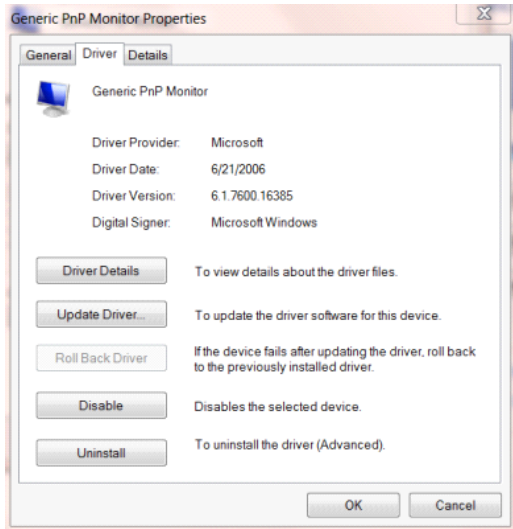 Generic PnP Monitor Properties
General Driver Details
Generic PnP Monitor
Driver Provider: Microsoft
Driver Date: 6/21/2006
Driver Version: 6.1.7600.16385
Digital Signer: Microsoft Windows
Driver Details To view details about the driver files.
Update Driver... To update the driver software for this device.
Roll Back Driver If the device fails after updating the driver, roll back
to the previously installed driver.
Disable Disables the selected device.
Uninstall To uninstall the driver (Advanced).
OK Cancel